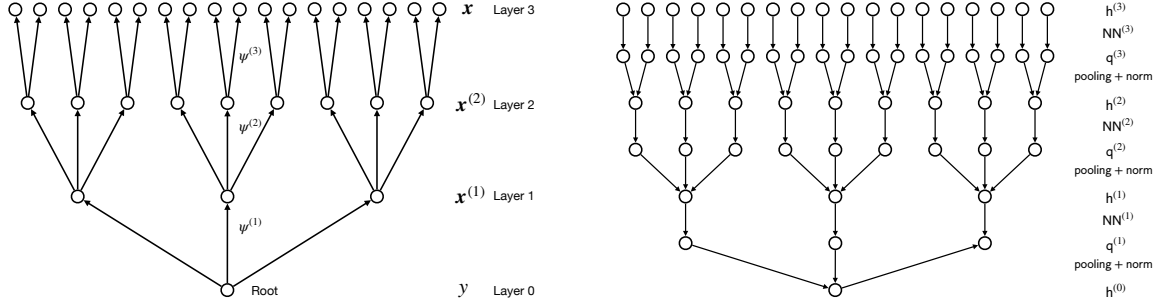 𝒙 Layer 3
ψ⁽³⁾
𝒙⁽²⁾ Layer 2
ψ⁽²⁾
𝒙⁽¹⁾ Layer 1
ψ⁽¹⁾
Root y Layer 0
h⁽³⁾
NN⁽³⁾
q⁽³⁾
pooling + norm
h⁽²⁾
NN⁽²⁾
q⁽²⁾
pooling + norm
h⁽¹⁾
NN⁽¹⁾
q⁽¹⁾
pooling + norm
h⁽⁰⁾